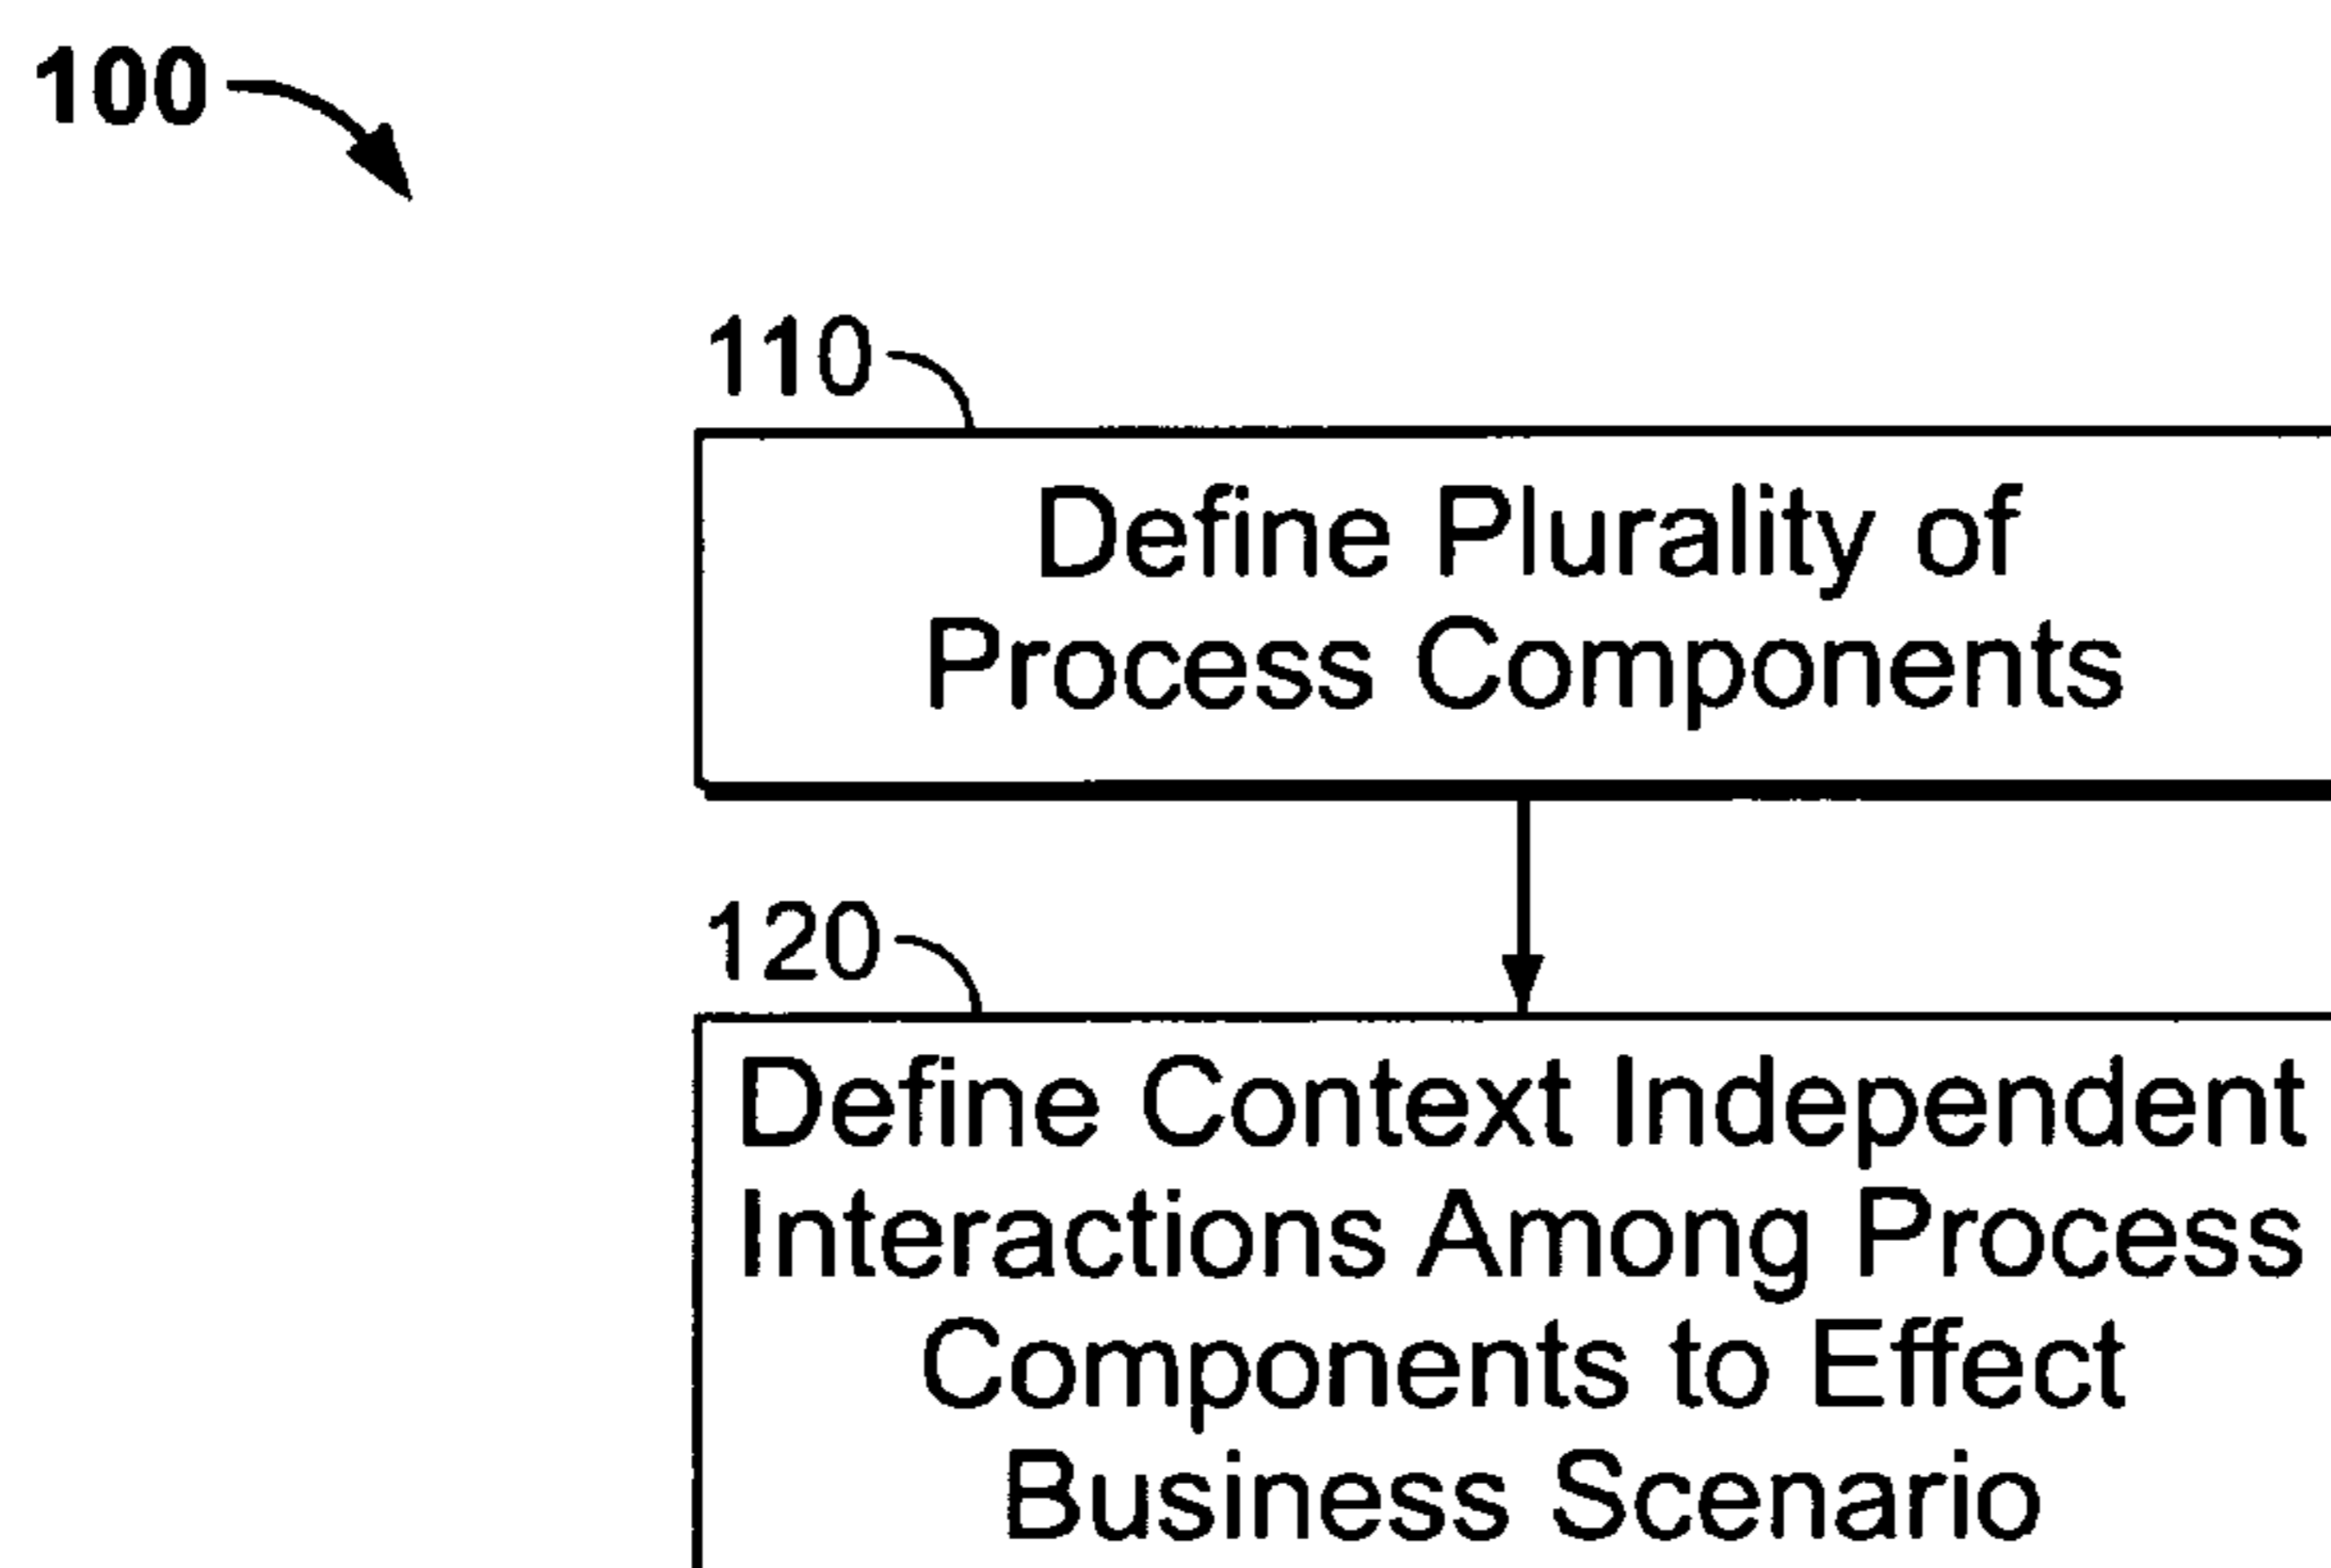 100
110
Define Plurality of
Process Components
120
Define Context Independent
Interactions Among Process
Components to Effect
Business Scenario